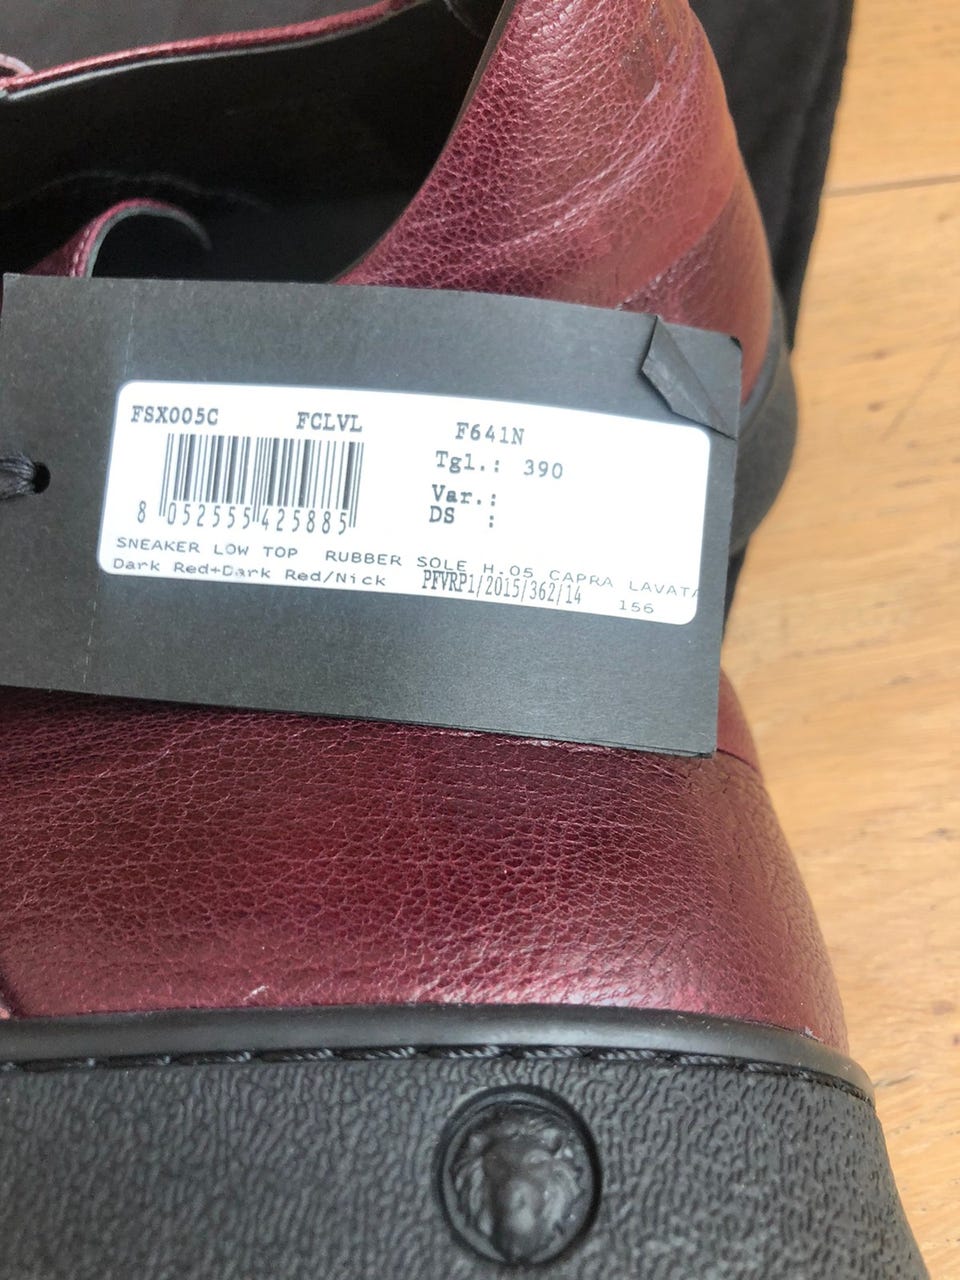 FSX005C FCLVL F641N
Tgl.: 390
Var.:
DS :
8 052555 425885
SNEAKER LOW TOP RUBBER SOLE H.05 CAPRA LAVATA
Dark Red+Dark Red/Nick PFVRP1/2015/362/14 156